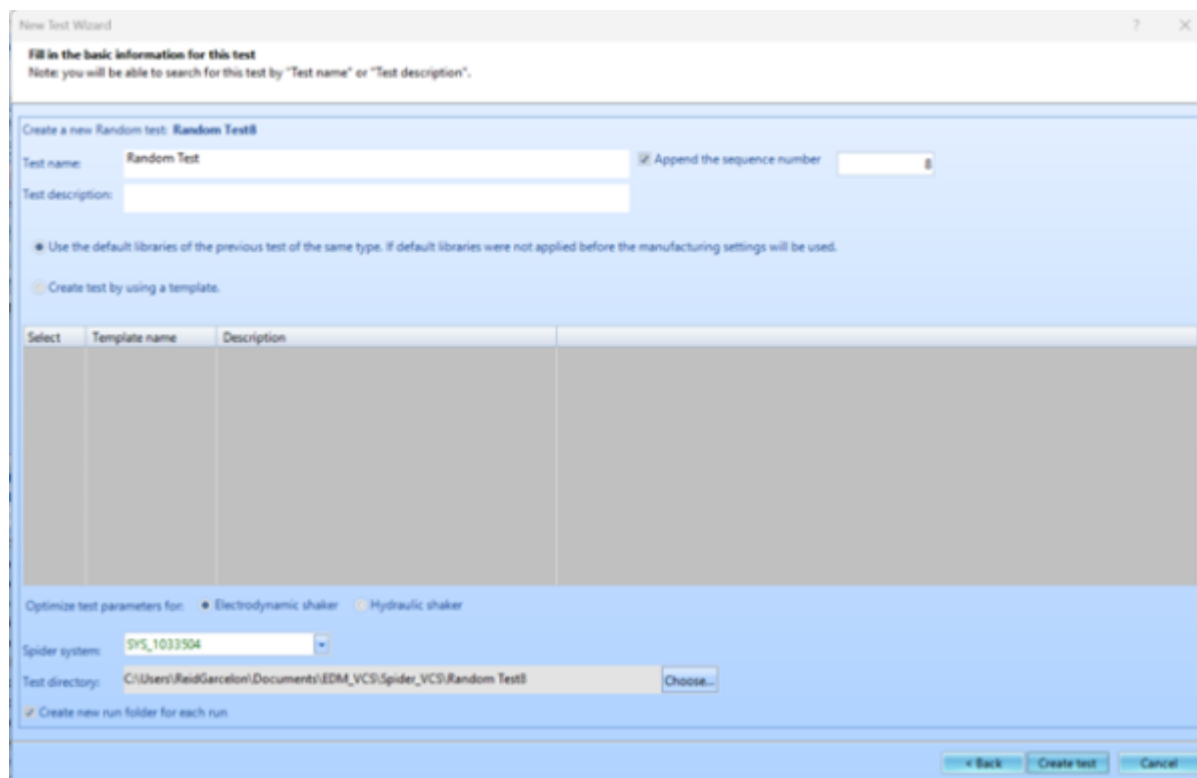 New Test Wizard ?
Fill in the basic information for this test
Note: you will be able to search for this test by "Test name" or "Test description".
Create a new Random test: Random Test8
Test name: Random Test Append the sequence number 8
Test description:
Use the default libraries of the previous test of the same type. If default libraries were not applied before the manufacturing settings will be used.
Create test by using a template.
Select Template name Description
Optimize test parameters for: Electrodynamic shaker Hydraulic shaker
Spider system: SYS_1033504
Test directory: C:\Users\ReidGarcelon\Documents\EDM_VCS\Spider_VCS\Random Test8 Choose...
Create new run folder for each run
< Back Create test Cancel